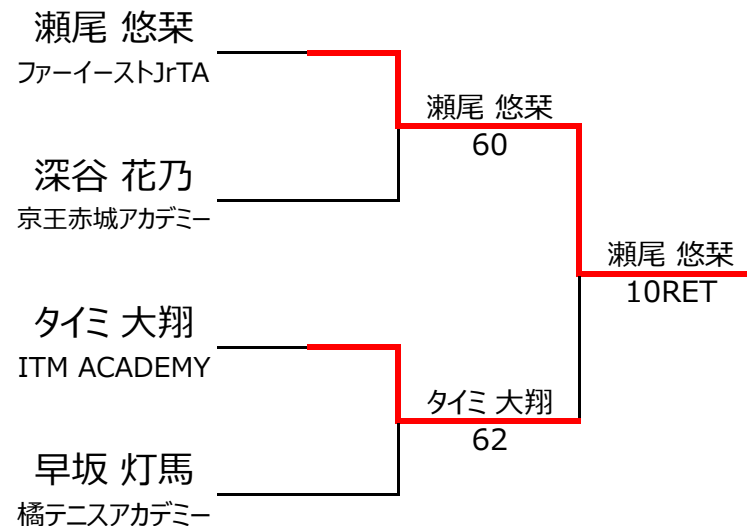 瀬尾 悠栞
ファーイーストJrTA
深谷 花乃
京王赤城アカデミー
タイミ 大翔
ITM ACADEMY
早坂 灯馬
橘テニスアカデミー
瀬尾 悠栞
60
タイミ 大翔
62
瀬尾 悠栞
10RET